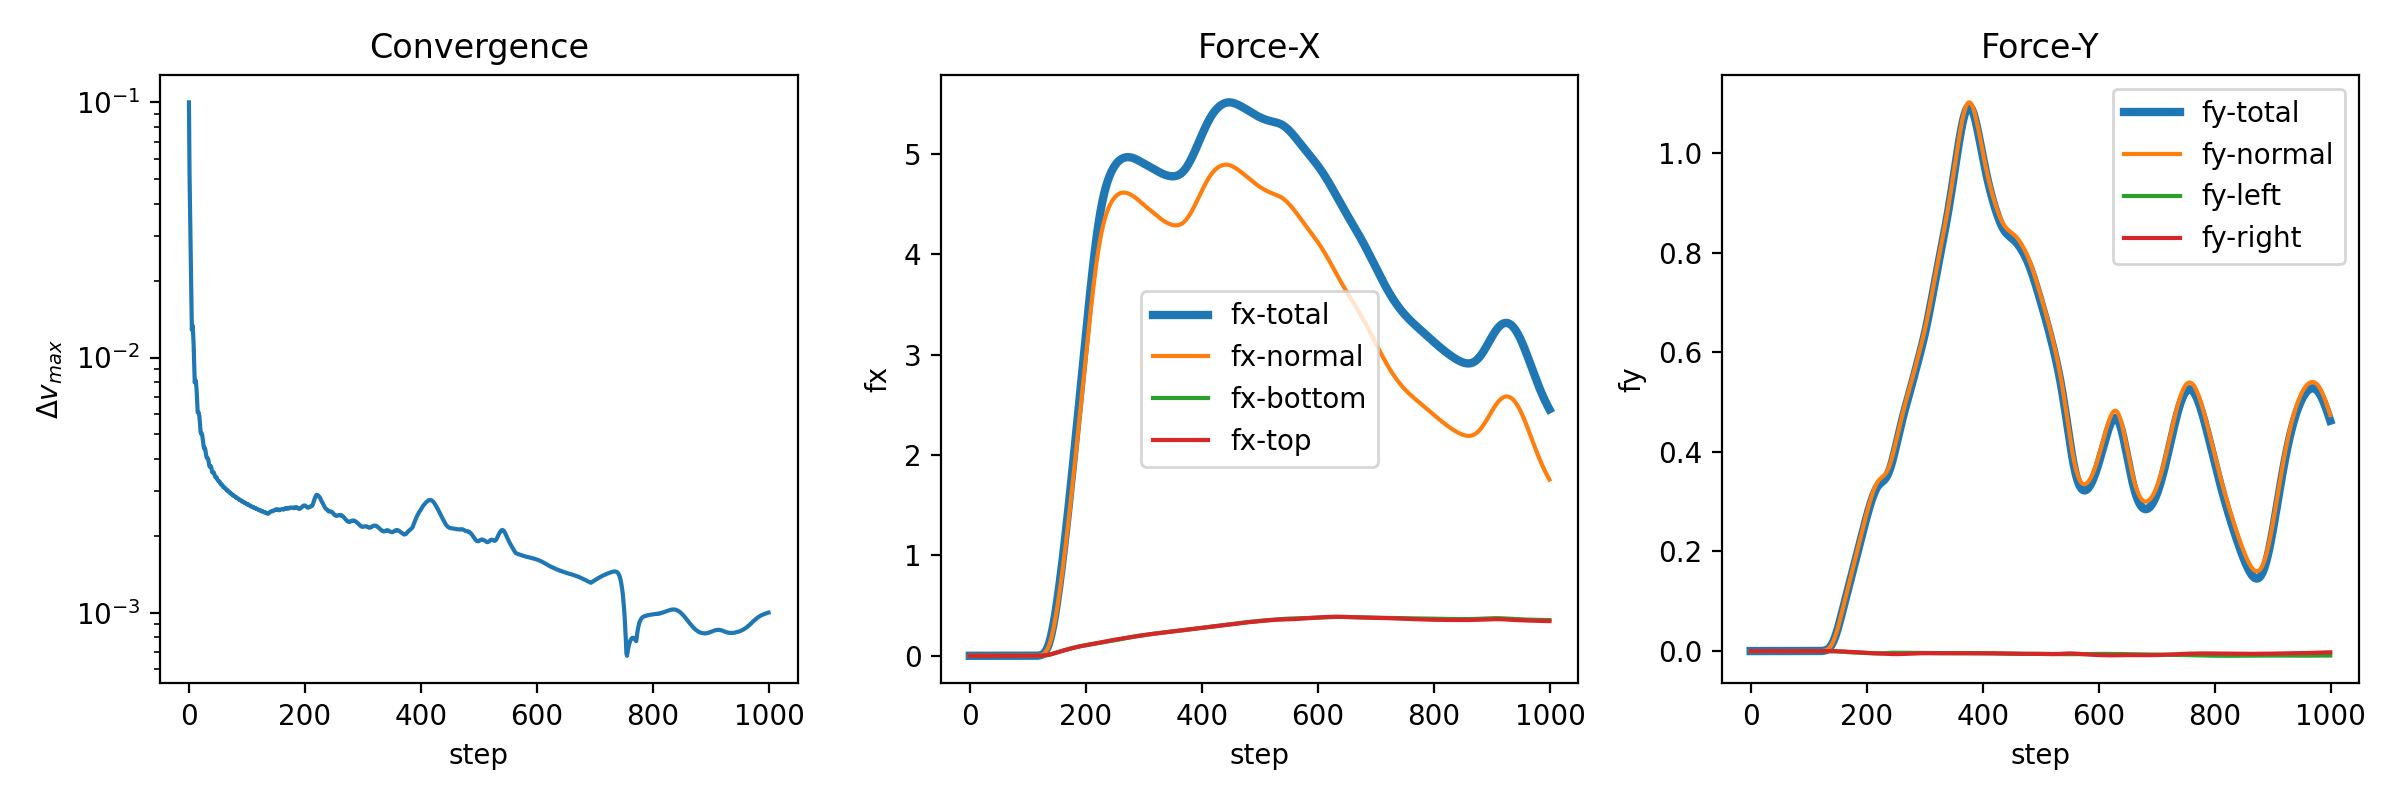 Convergence
Δv_max
10⁻¹
10⁻²
10⁻³
0 200 400 600 800 1000
step
Force-X
fx
5
4
3
2
1
0
fx-total
fx-normal
fx-bottom
fx-top
0 200 400 600 800 1000
step
Force-Y
fy
1.0
0.8
0.6
0.4
0.2
0.0
fy-total
fy-normal
fy-left
fy-right
0 200 400 600 800 1000
step